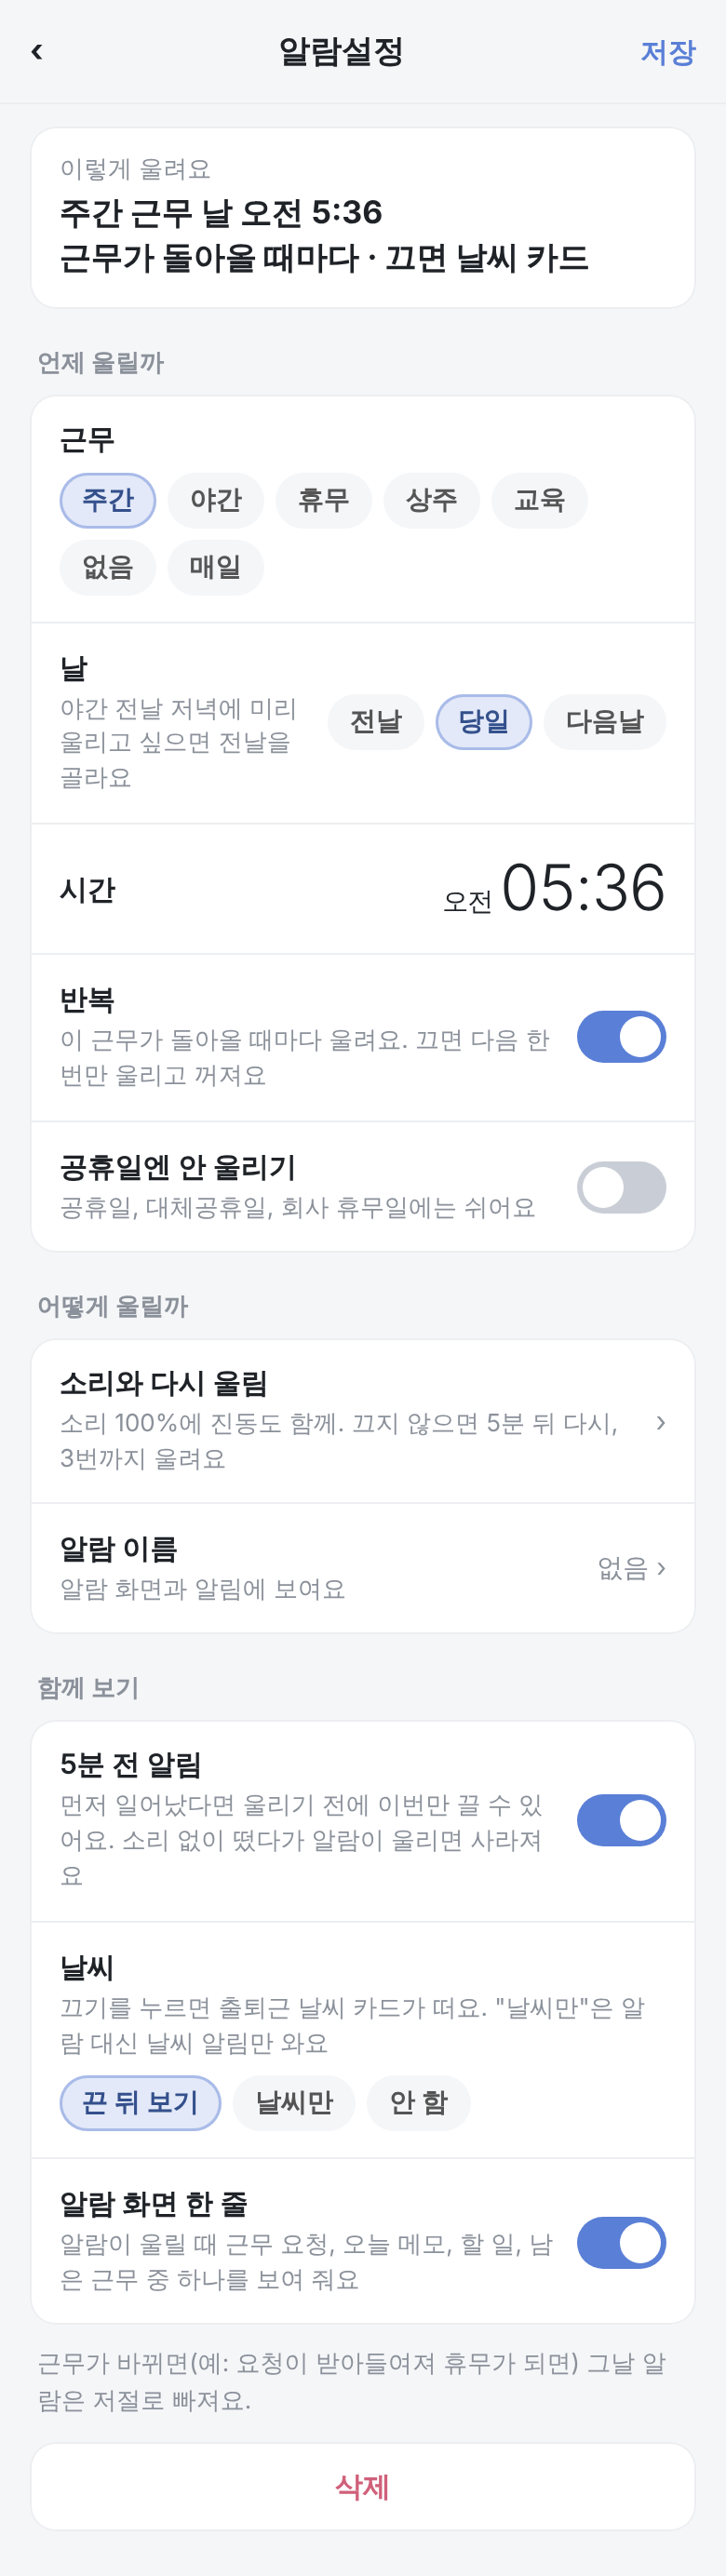 ‹ 알람설정 저장
이렇게 울려요
주간 근무 날 오전 5:36
근무가 돌아올 때마다 · 끄면 날씨 카드
언제 울릴까
근무
주간 야간 휴무 상주 교육
없음 매일
날
야간 전날 저녁에 미리
울리고 싶으면 전날을
골라요
전날 당일 다음날
시간 오전 05:36
반복
이 근무가 돌아올 때마다 울려요. 끄면 다음 한
번만 울리고 꺼져요
공휴일엔 안 울리기
공휴일, 대체공휴일, 회사 휴무일에는 쉬어요
어떻게 울릴까
소리와 다시 울림
소리 100%에 진동도 함께. 끄지 않으면 5분 뒤 다시, ›
3번까지 울려요
알람 이름
알람 화면과 알림에 보여요
없음 ›
함께 보기
5분 전 알림
먼저 일어났다면 울리기 전에 이번만 끌 수 있
어요. 소리 없이 떴다가 알람이 울리면 사라져
요
날씨
끄기를 누르면 출퇴근 날씨 카드가 떠요. "날씨만"은 알
람 대신 날씨 알림만 와요
끈 뒤 보기 날씨만 안 함
알람 화면 한 줄
알람이 울릴 때 근무 요청, 오늘 메모, 할 일, 남
은 근무 중 하나를 보여 줘요
근무가 바뀌면(예: 요청이 받아들여져 휴무가 되면) 그날 알
람은 저절로 빠져요.
삭제